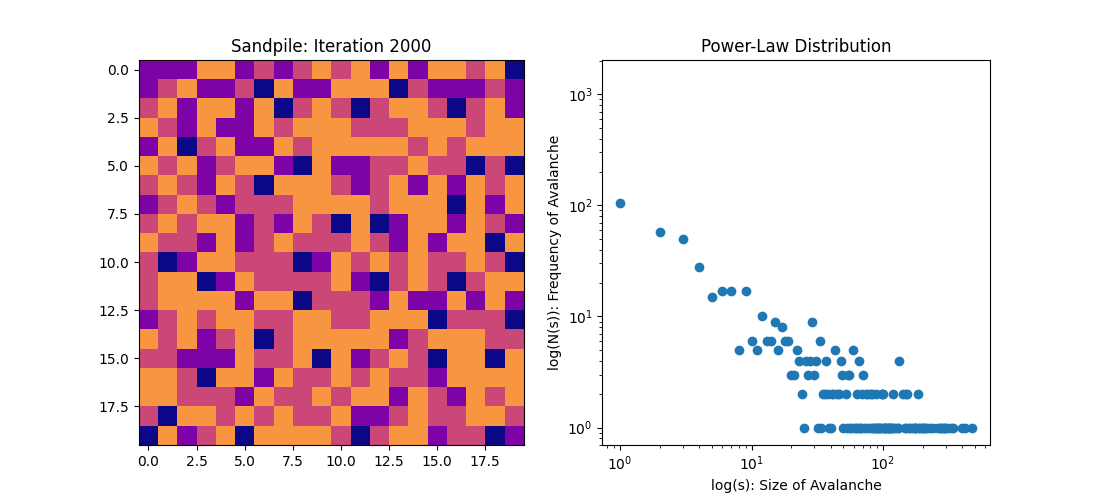 Sandpile: Iteration 2000
0.0
2.5
5.0
7.5
10.0
12.5
15.0
17.5
0.0 2.5 5.0 7.5 10.0 12.5 15.0 17.5
Power-Law Distribution
log(N(s)): Frequency of Avalanche
10³
10²
10¹
10⁰
10⁰ 10¹ 10²
log(s): Size of Avalanche